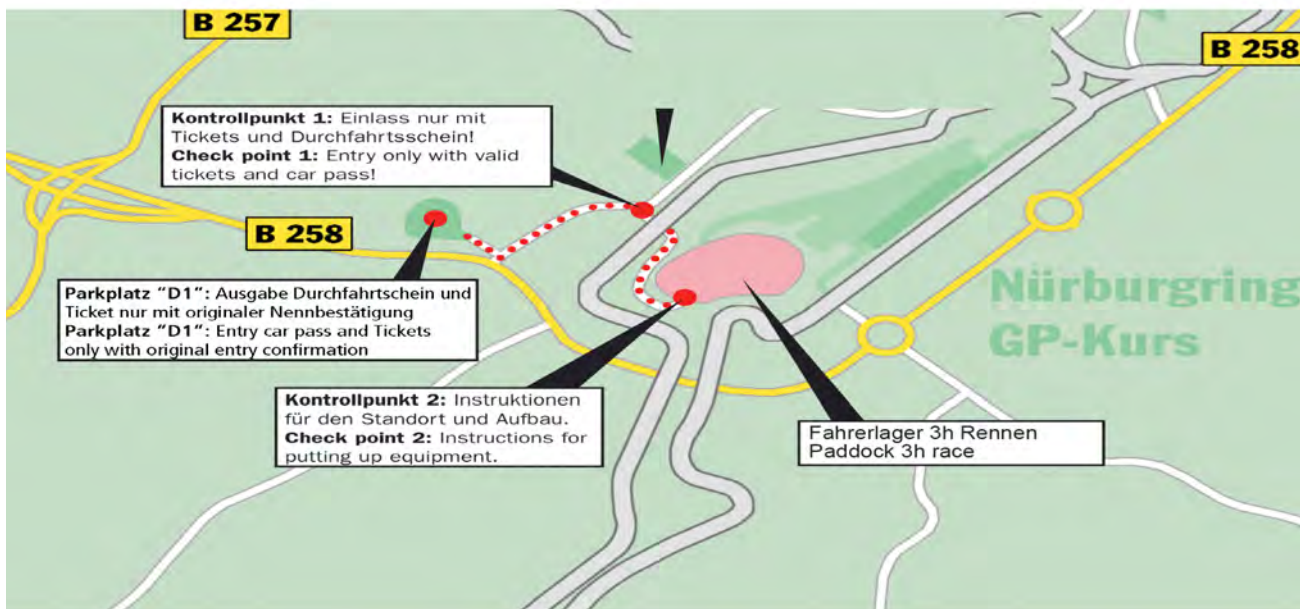 B 257
B 258
Kontrollpunkt 1: Einlass nur mit
Tickets und Durchfahrtsschein!
Check point 1: Entry only with valid
tickets and car pass!
B 258
Parkplatz "D1": Ausgabe Durchfahrtschein und
Ticket nur mit originaler Nennbestätigung
Parkplatz "D1": Entry car pass and Tickets
only with original entry confirmation
Nürburgring
GP-Kurs
Kontrollpunkt 2: Instruktionen
für den Standort und Aufbau.
Check point 2: Instructions for
putting up equipment.
Fahrerlager 3h Rennen
Paddock 3h race